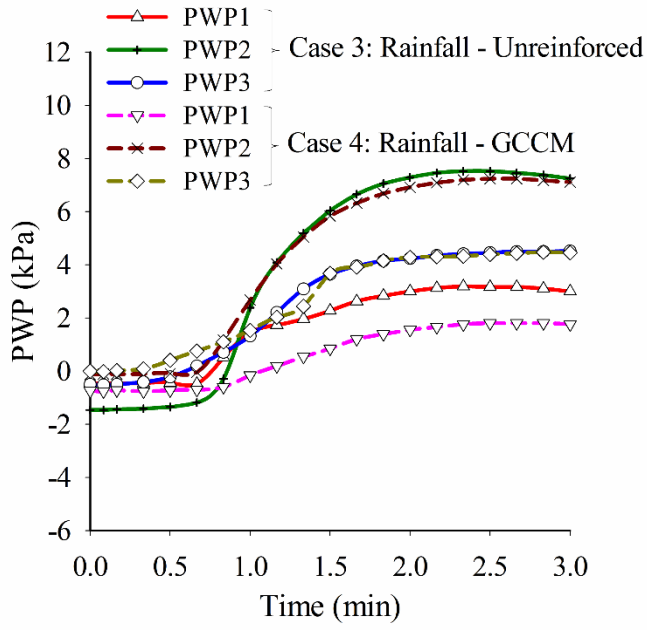 PWP1
PWP2
PWP3
Case 3: Rainfall - Unreinforced
PWP1
PWP2
PWP3
Case 4: Rainfall - GCCM
12
10
8
6
4
2
0
-2
-4
-6
PWP (kPa)
0.0 0.5 1.0 1.5 2.0 2.5 3.0
Time (min)